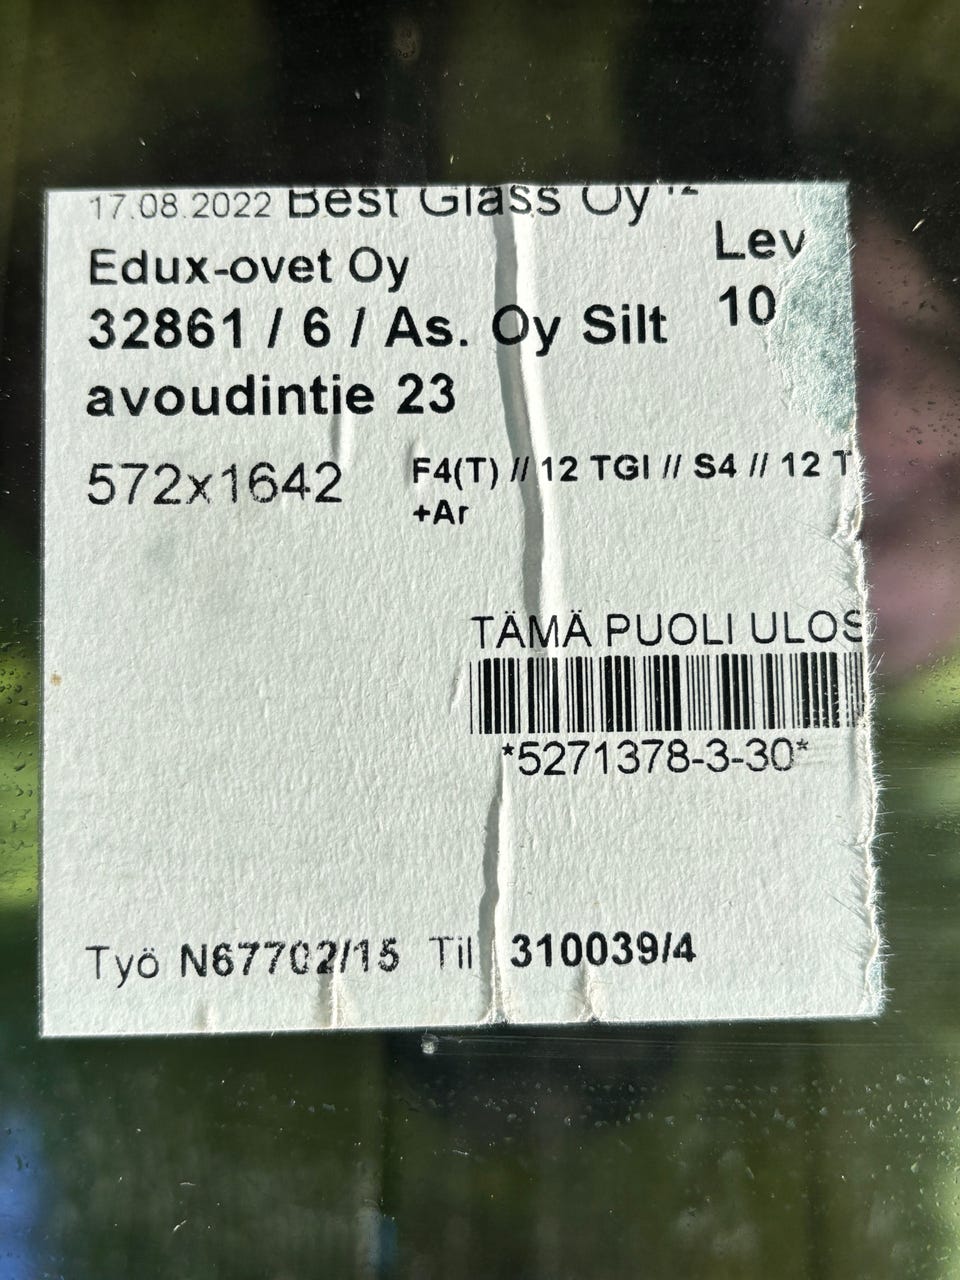 17.08.2022 Best Glass Oy 12
Edux-ovet Oy Lev
32861 / 6 / As. Oy Silt 10
avoudintie 23
572x1642 F4(T) // 12 TGI // S4 // 12 T
+Ar
TÄMÄ PUOLI ULOS
*5271378-3-30*
Työ N67702/15 Til 310039/4